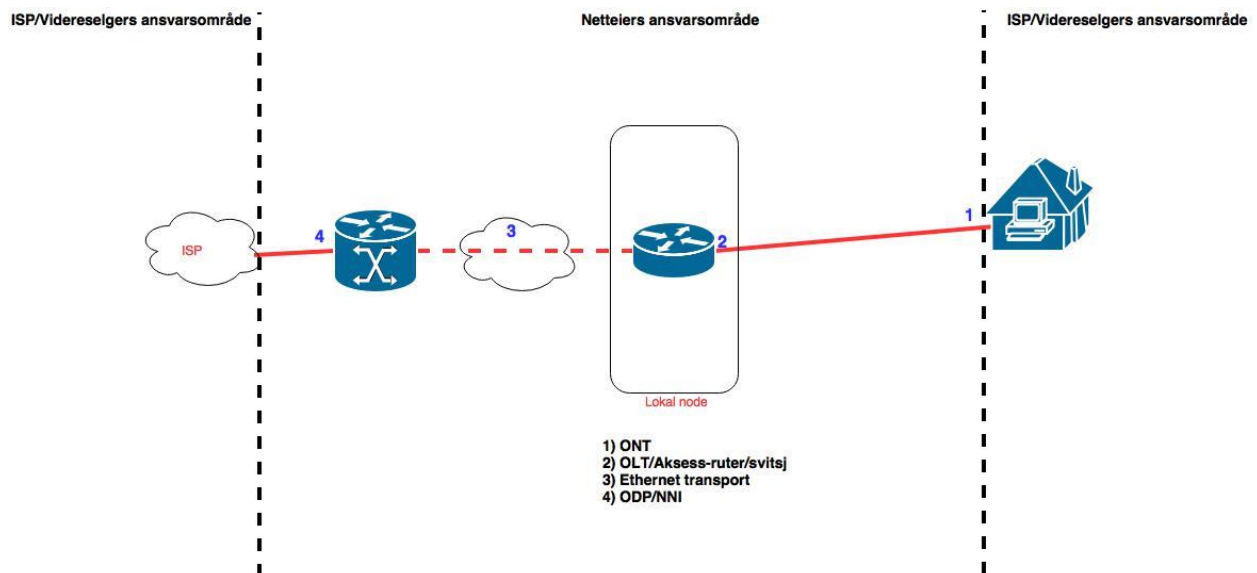 ISP/Videreselgers ansvarsområde
Netteiers ansvarsområde
ISP/Videreselgers ansvarsområde
ISP
4
3
2
1
Lokal node
1) ONT
2) OLT/Aksess-ruter/svitsj
3) Ethernet transport
4) ODP/NNI